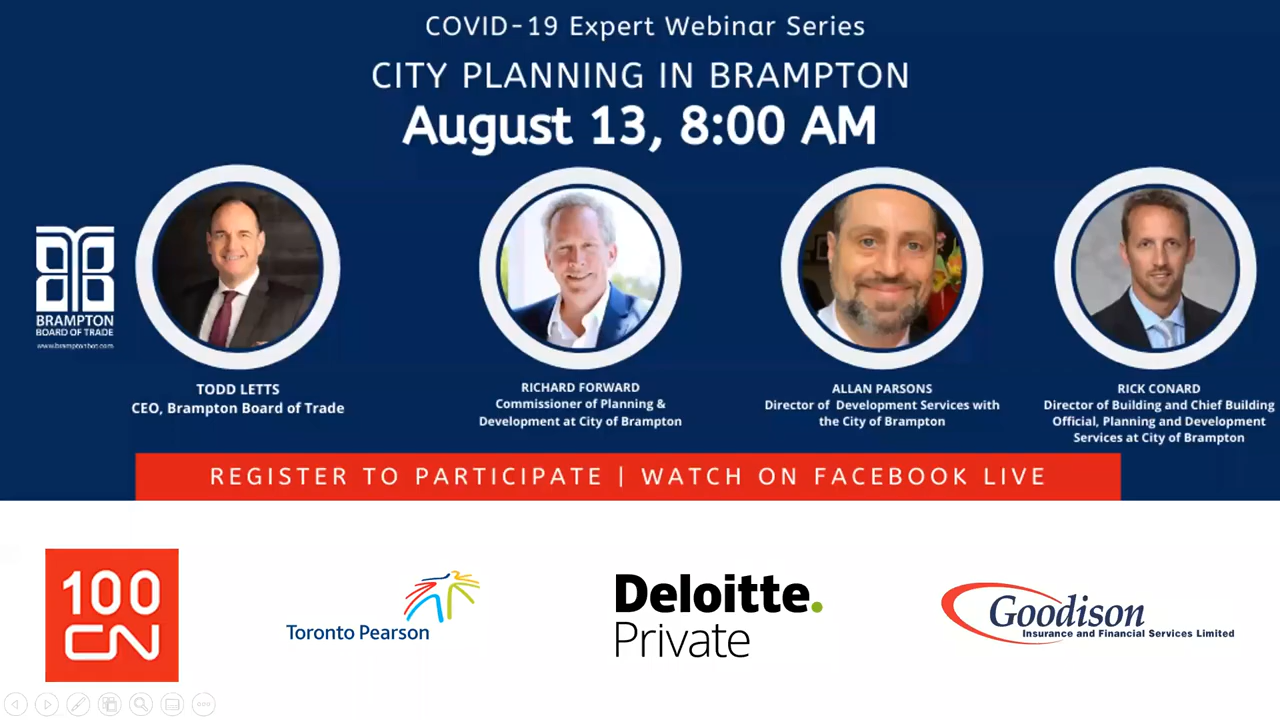 COVID-19 Expert Webinar Series
CITY PLANNING IN BRAMPTON
August 13, 8:00 AM
BRAMPTON
BOARD OF TRADE
www.bramptonbot.com
TODD LETTS
CEO, Brampton Board of Trade
RICHARD FORWARD
Commissioner of Planning &
Development at City of Brampton
ALLAN PARSONS
Director of Development Services with
the City of Brampton
RICK CONARD
Director of Building and Chief Building
Official, Planning and Development
Services at City of Brampton
REGISTER TO PARTICIPATE | WATCH ON FACEBOOK LIVE
100
CN
Toronto Pearson
Deloitte.
Private
Goodison
Insurance and Financial Services Limited